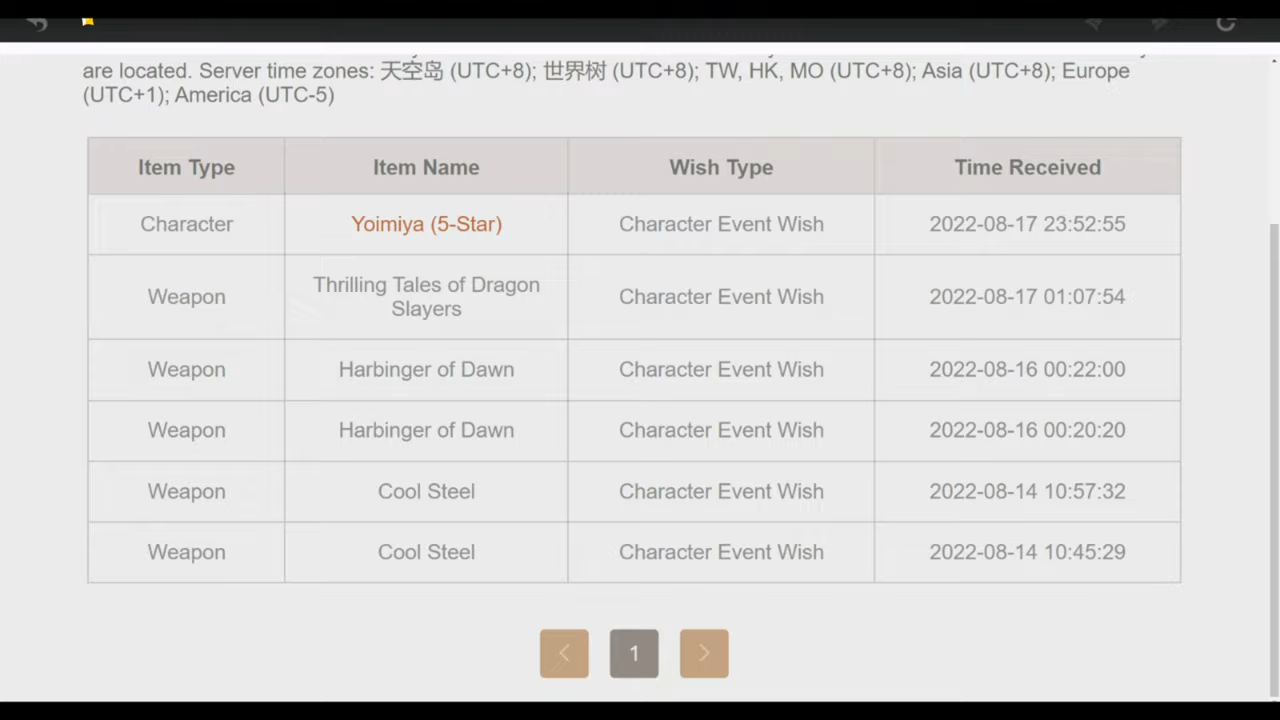 are located. Server time zones: 天空岛 (UTC+8); 世界树 (UTC+8); TW, HK, MO (UTC+8); Asia (UTC+8); Europe
(UTC+1); America (UTC-5)
Item Type Item Name Wish Type Time Received
Character Yoimiya (5-Star) Character Event Wish 2022-08-17 23:52:55
Weapon Thrilling Tales of Dragon Slayers Character Event Wish 2022-08-17 01:07:54
Weapon Harbinger of Dawn Character Event Wish 2022-08-16 00:22:00
Weapon Harbinger of Dawn Character Event Wish 2022-08-16 00:20:20
Weapon Cool Steel Character Event Wish 2022-08-14 10:57:32
Weapon Cool Steel Character Event Wish 2022-08-14 10:45:29
1